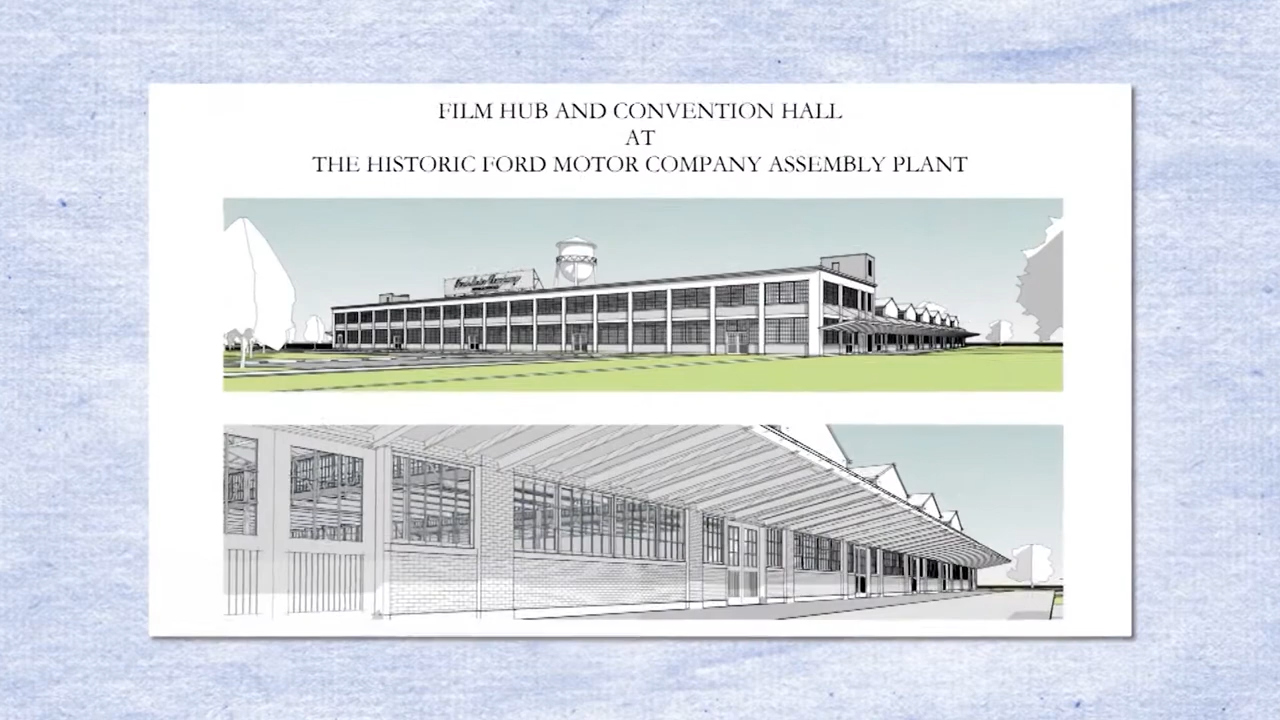 FILM HUB AND CONVENTION HALL
AT
THE HISTORIC FORD MOTOR COMPANY ASSEMBLY PLANT